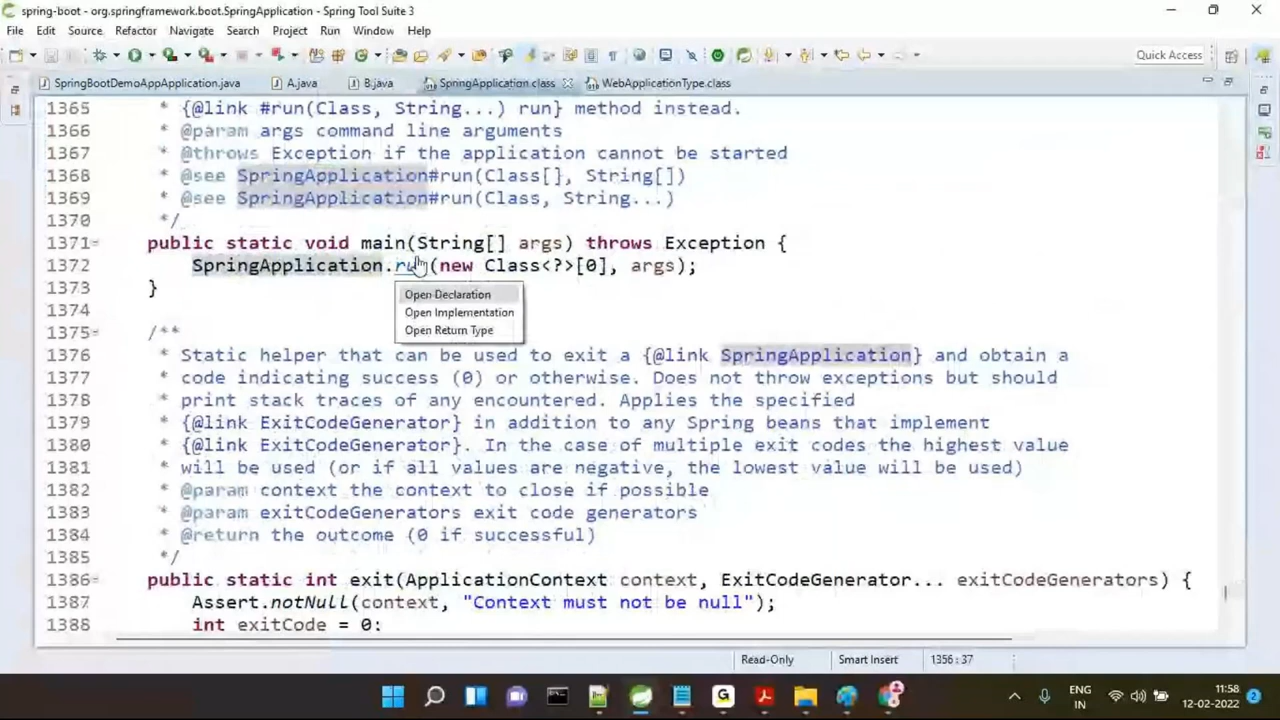 spring-boot - org.springframework.boot.SpringApplication - Spring Tool Suite 3
File Edit Source Refactor Navigate Search Project Run Window Help
Quick Access
SpringBootDemoAppApplication.java A.java B.java SpringApplication.class WebApplicationType.class
1365 * {@link #run(Class, String...) run} method instead.
1366 * @param args command line arguments
1367 * @throws Exception if the application cannot be started
1368 * @see SpringApplication#run(Class[], String[])
1369 * @see SpringApplication#run(Class, String...)
1370 */
1371 public static void main(String[] args) throws Exception {
1372 SpringApplication.run(new Class<?>[0], args);
1373 }
Open Declaration
1374
Open Implementation
Open Return Type
1375 /**
1376 * Static helper that can be used to exit a {@link SpringApplication} and obtain a
1377 * code indicating success (0) or otherwise. Does not throw exceptions but should
1378 * print stack traces of any encountered. Applies the specified
1379 * {@link ExitCodeGenerator} in addition to any Spring beans that implement
1380 * {@link ExitCodeGenerator}. In the case of multiple exit codes the highest value
1381 * will be used (or if all values are negative, the lowest value will be used)
1382 * @param context the context to close if possible
1383 * @param exitCodeGenerators exit code generators
1384 * @return the outcome (0 if successful)
1385 */
1386 public static int exit(ApplicationContext context, ExitCodeGenerator... exitCodeGenerators) {
1387 Assert.notNull(context, "Context must not be null");
1388 int exitCode = 0;
Read-Only Smart Insert 1356 : 37
ENG
IN
11:58
12-02-2022
2